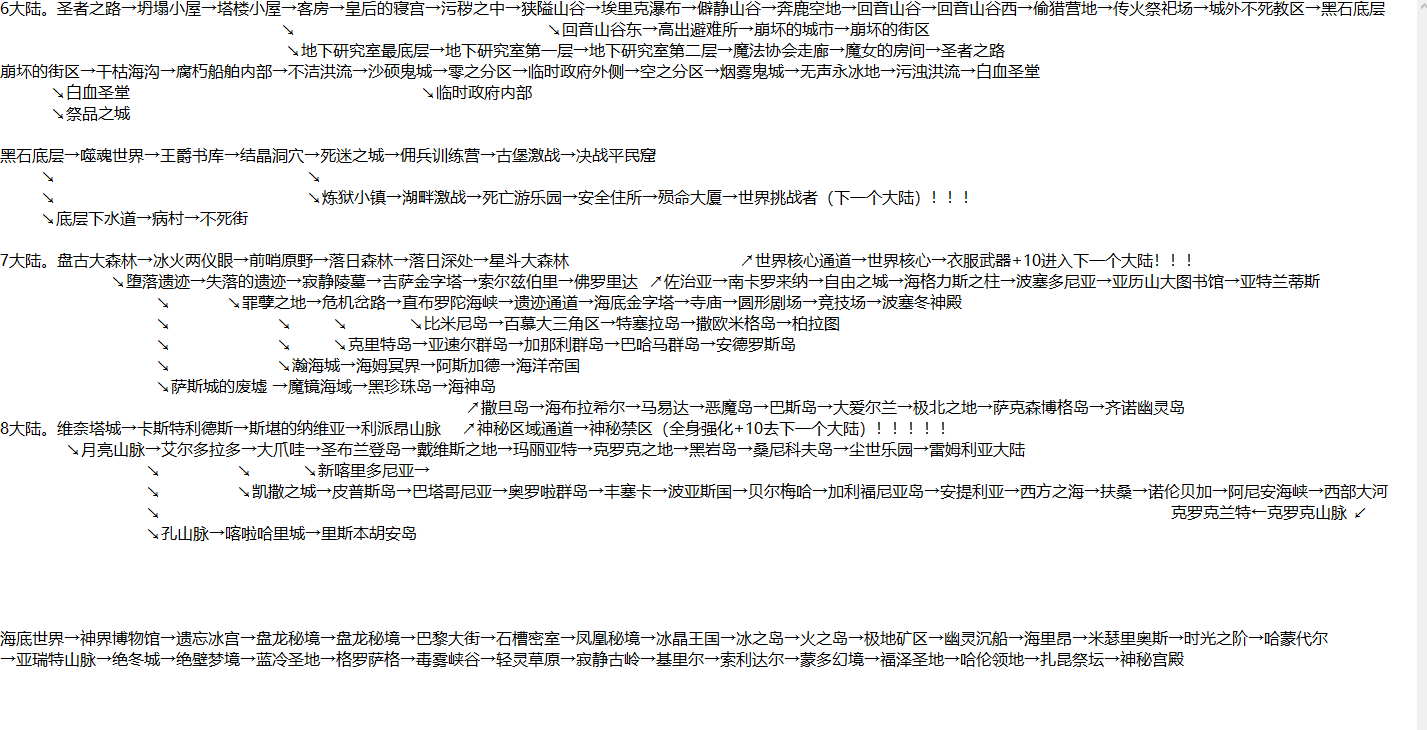 6大陆。圣者之路→坍塌小屋→塔楼小屋→客房→皇后的寝宫→污秽之中→狭隘山谷→埃里克瀑布→僻静山谷→奔鹿空地→回音山谷→回音山谷西→偷猎营地→传火祭祀场→城外不死教区→黑石底层
↘ ↘回音山谷东→高出避难所→崩坏的城市→崩坏的街区
↘地下研究室最底层→地下研究室第一层→地下研究室第二层→魔法协会走廊→魔女的房间→圣者之路
崩坏的街区→干枯海沟→腐朽船舶内部→不洁洪流→沙硕鬼城→零之分区→临时政府外侧→空之分区→烟雾鬼城→无声永冰地→污浊洪流→白血圣堂
↘白血圣堂 ↘临时政府内部
↘祭品之城
黑石底层→噬魂世界→王爵书库→结晶洞穴→死迷之城→佣兵训练营→古堡激战→决战平民窟
↘ ↘
↘ ↘炼狱小镇→湖畔激战→死亡游乐园→安全住所→殒命大厦→世界挑战者（下一个大陆）！！！
↘底层下水道→病村→不死街
7大陆。盘古大森林→冰火两仪眼→前哨原野→落日森林→落日深处→星斗大森林 ↗世界核心通道→世界核心→衣服武器+10进入下一个大陆！！！
↘堕落遗迹→失落的遗迹→寂静陵墓→吉萨金字塔→索尔兹伯里→佛罗里达 ↗佐治亚→南卡罗来纳→自由之城→海格力斯之柱→波塞多尼亚→亚历山大图书馆→亚特兰蒂斯
↘ ↘罪孽之地→危机岔路→直布罗陀海峡→遗迹通道→海底金字塔→寺庙→圆形剧场→竞技场→波塞冬神殿
↘ ↘ ↘ ↘比米尼岛→百慕大三角区→特塞拉岛→撒欧米格岛→柏拉图
↘ ↘ ↘克里特岛→亚速尔群岛→加那利群岛→巴哈马群岛→安德罗斯岛
↘ ↘瀚海城→海姆冥界→阿斯加德→海洋帝国
↘萨斯城的废墟 →魔镜海域→黑珍珠岛→海神岛
↗撒旦岛→海布拉希尔→马易达→恶魔岛→巴斯岛→大爱尔兰→极北之地→萨克森博格岛→齐诺幽灵岛
8大陆。维奈塔城→卡斯特利德斯→斯堪的纳维亚→利派昂山脉 ↗神秘区域通道→神秘禁区（全身强化+10去下一个大陆）！！！！！
↘月亮山脉→艾尔多拉多→大爪哇→圣布兰登岛→戴维斯之地→玛丽亚特→克罗克之地→黑岩岛→桑尼科夫岛→尘世乐园→雷姆利亚大陆
↘ ↘ ↘新喀里多尼亚→
↘ ↘凯撒之城→皮普斯岛→巴塔哥尼亚→奥罗啦群岛→丰塞卡→波亚斯国→贝尔梅哈→加利福尼亚岛→安提利亚→西方之海→扶桑→诺伦贝加→阿尼安海峡→西部大河
↘ 克罗克兰特←克罗克山脉 ↙
↘孔山脉→喀啦哈里城→里斯本胡安岛
海底世界→神界博物馆→遗忘冰宫→盘龙秘境→盘龙秘境→巴黎大街→石槽密室→凤凰秘境→冰晶王国→冰之岛→火之岛→极地矿区→幽灵沉船→海里昂→米瑟里奥斯→时光之阶→哈蒙代尔
→亚瑞特山脉→绝冬城→绝壁梦境→蓝冷圣地→格罗萨格→毒雾峡谷→轻灵草原→寂静古岭→基里尔→索利达尔→蒙多幻境→福泽圣地→哈伦领地→扎昆祭坛→神秘宫殿